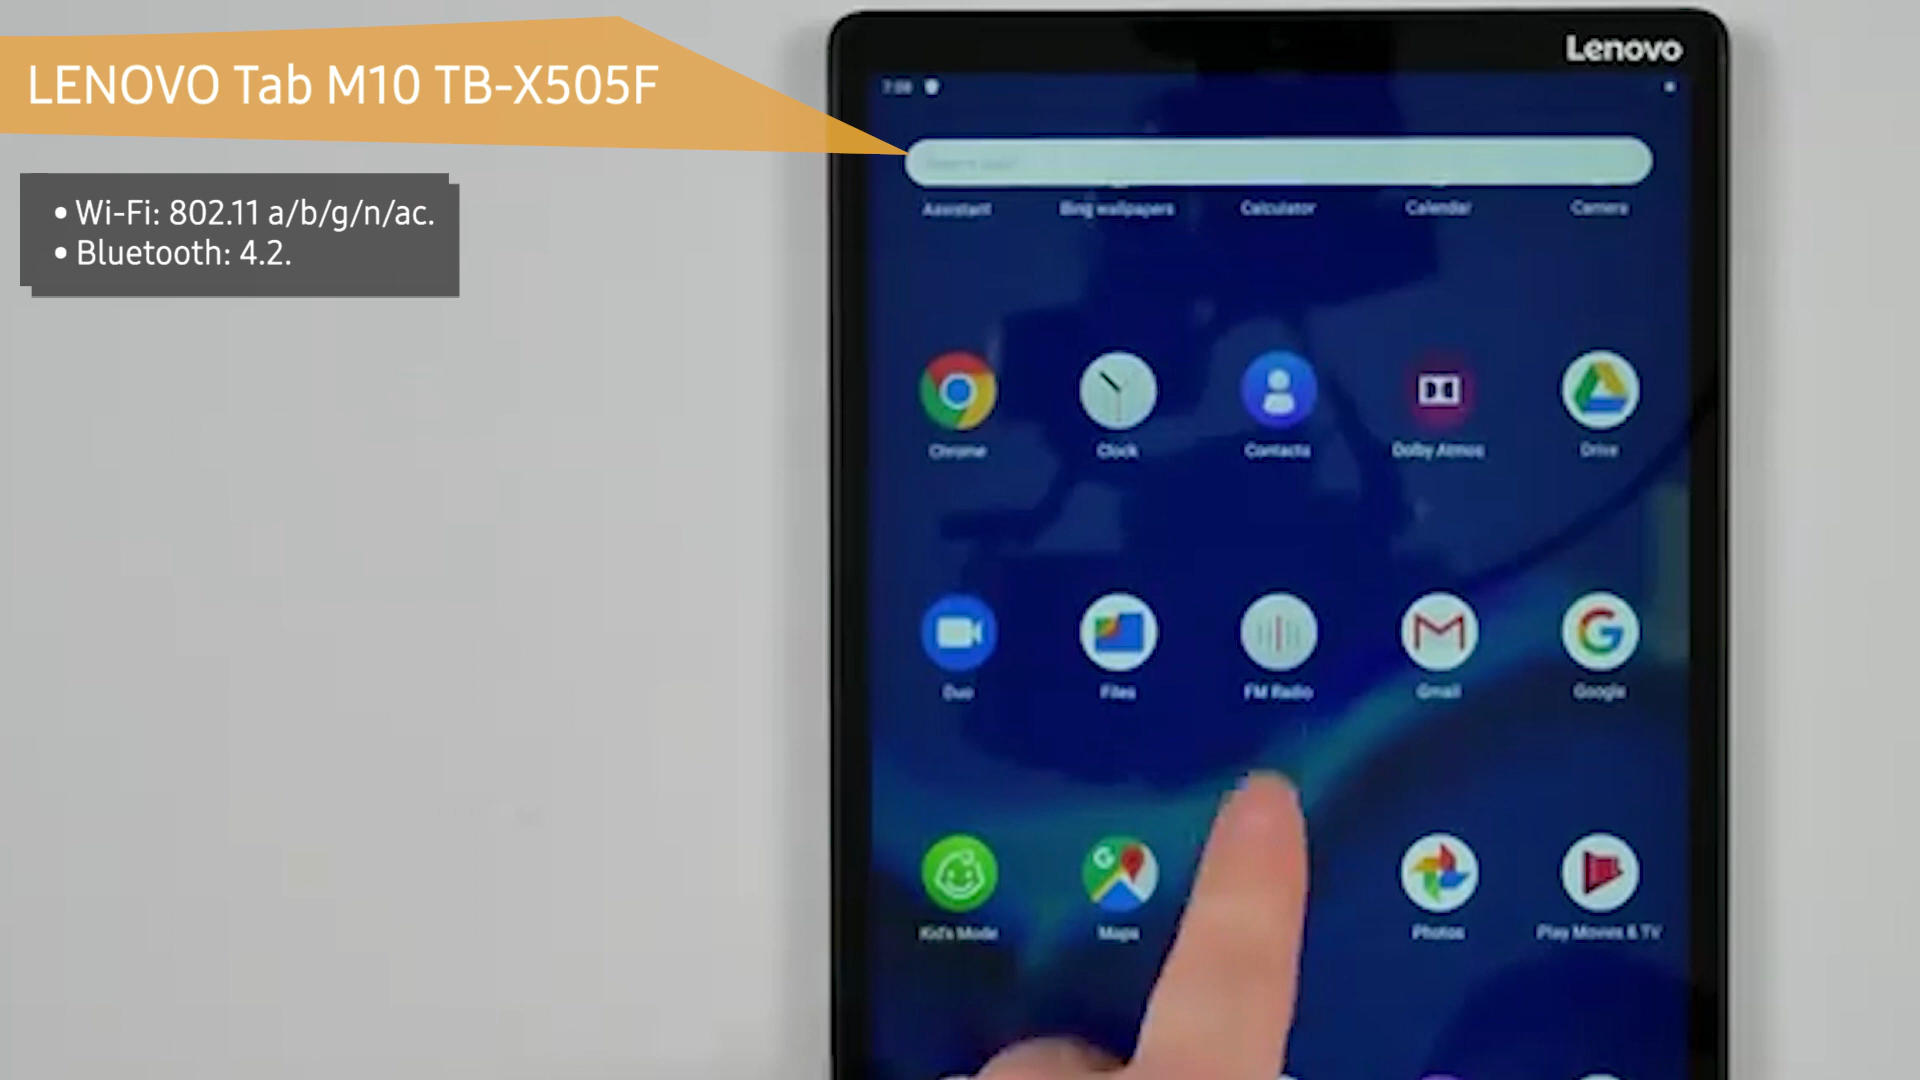 LENOVO Tab M10 TB-X505F
• Wi-Fi: 802.11 a/b/g/n/ac.
• Bluetooth: 4.2.
Lenovo
7:08
Assistant Bing wallpapers Calculator Calendar Camera
Chrome Clock Contacts Dolby Atmos Drive
Duo Files FM Radio Gmail Google
Kid's Mode Maps Photos Play Movies & TV